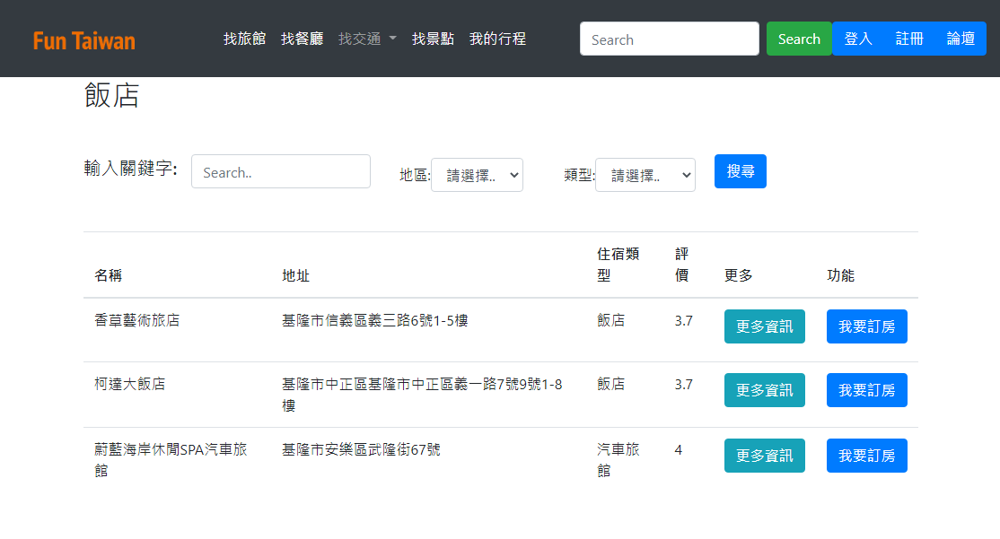 Fun Taiwan 找旅館 找餐廳 找交通 找景點 我的行程 Search Search 登入 註冊 論壇
飯店
輸入關鍵字: Search.. 地區: 請選擇.. 類型: 請選擇.. 搜尋
名稱 地址 住宿類型 評價 更多 功能
香草藝術旅店 基隆市信義區義三路6號1-5樓 飯店 3.7 更多資訊 我要訂房
柯達大飯店 基隆市中正區基隆市中正區義一路7號9號1-8樓 飯店 3.7 更多資訊 我要訂房
蔚藍海岸休閒SPA汽車旅館 基隆市安樂區武隆街67號 汽車旅館 4 更多資訊 我要訂房